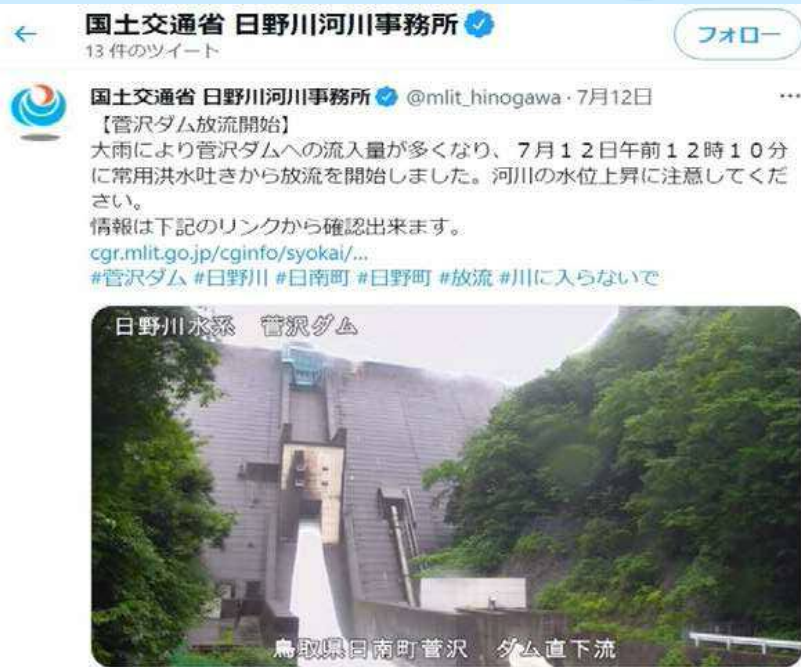 国土交通省 日野川河川事務所
13 件のツイート
フォロー
国土交通省 日野川河川事務所 @mlit_hinogawa · 7月12日
【菅沢ダム放流開始】
大雨により菅沢ダムへの流入量が多くなり、７月１２日午前１２時１０分
に常用洪水吐きから放流を開始しました。河川の水位上昇に注意してくだ
さい。
情報は下記のリンクから確認出来ます。
cgr.mlit.go.jp/cginfo/syokai/...
#菅沢ダム #日野川 #日南町 #日野町 #放流 #川に入らないで
日野川水系　菅沢ダム
鳥取県日南町菅沢　ダム直下流